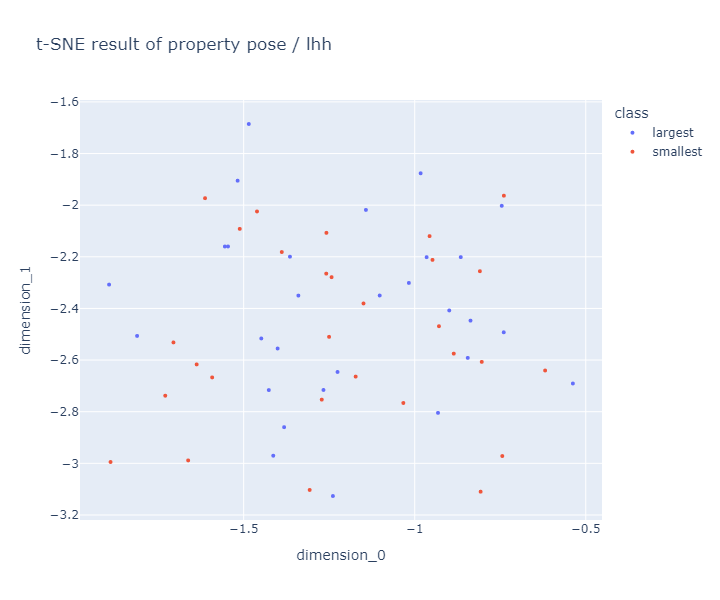 t-SNE result of property pose / lhh
class
largest
smallest
−1.6
−1.8
−2
−2.2
−2.4
−2.6
−2.8
−3
−3.2
dimension_1
−1.5
−1
−0.5
dimension_0